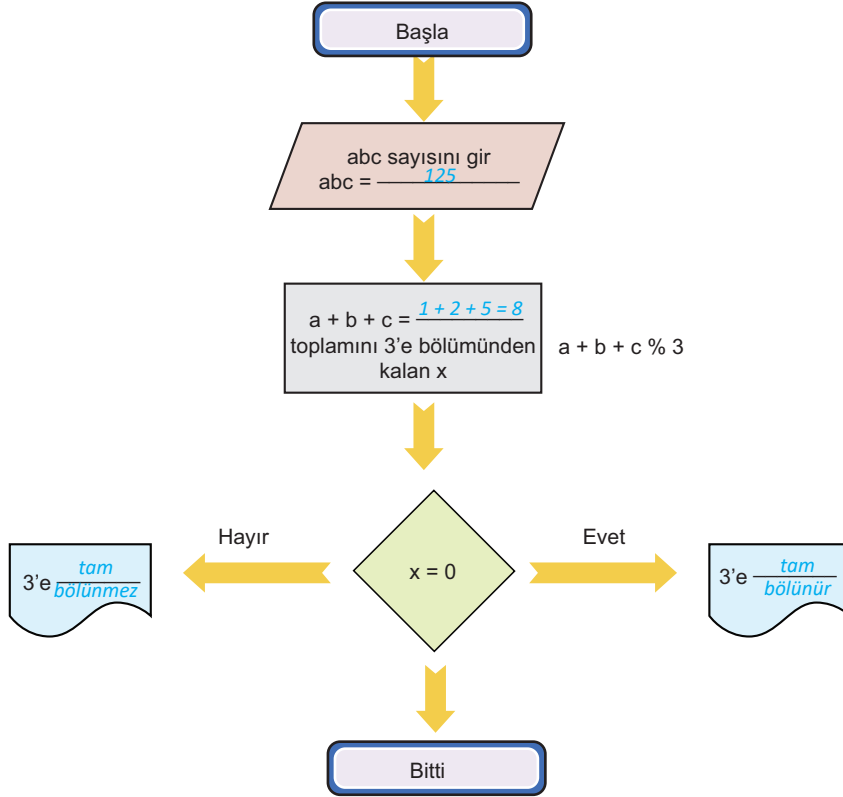 Başla
abc sayısını gir
abc = 125
a + b + c = 1 + 2 + 5 = 8
toplamını 3'e bölümünden
kalan x
a + b + c % 3
Hayır
Evet
x = 0
3'e tam
bölünmez
3'e tam
bölünür
Bitti